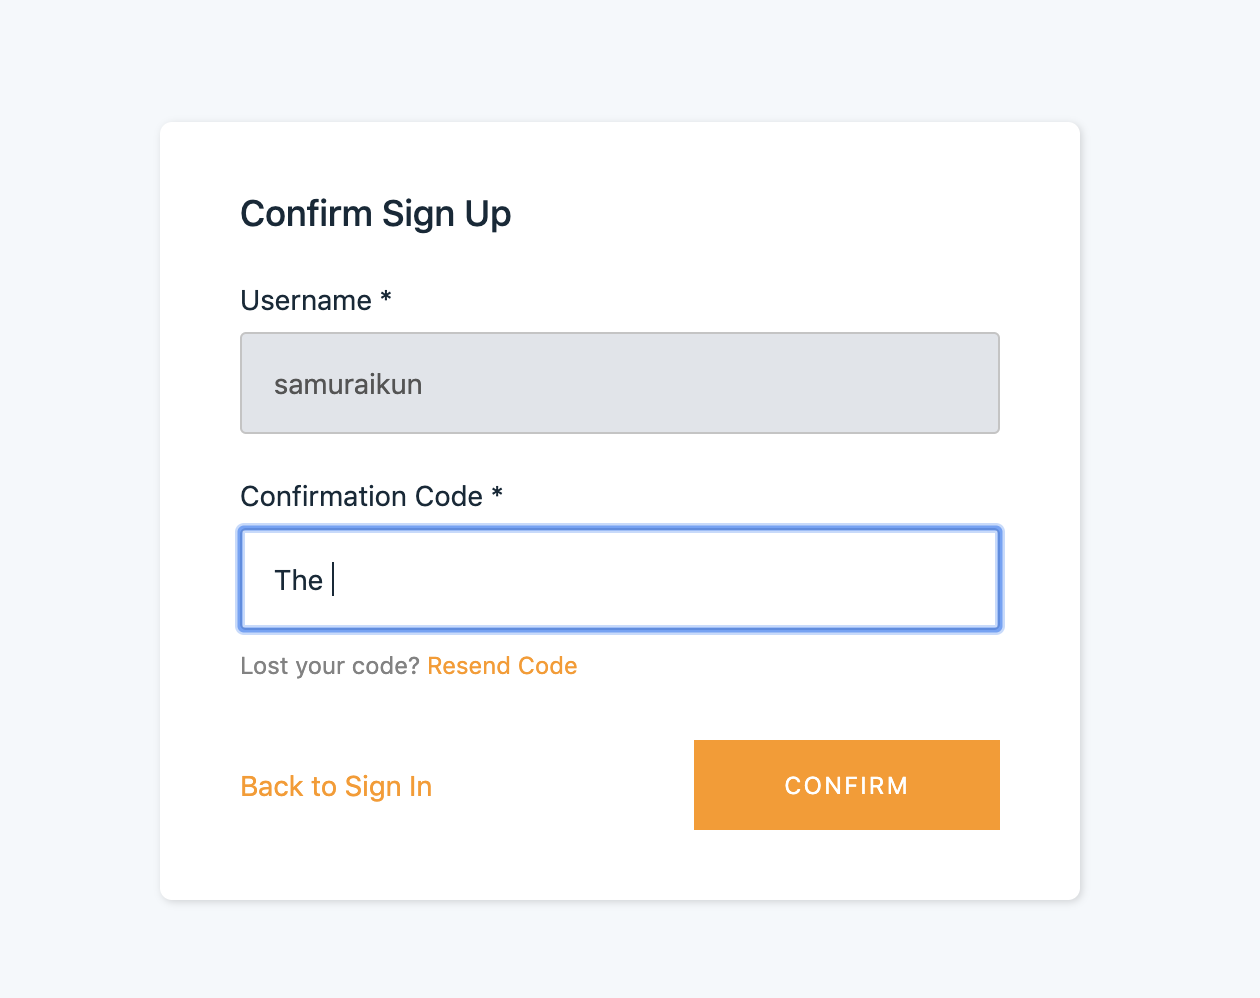 Confirm Sign Up
Username *
samuraikun
Confirmation Code *
The
Lost your code? Resend Code
Back to Sign In
CONFIRM